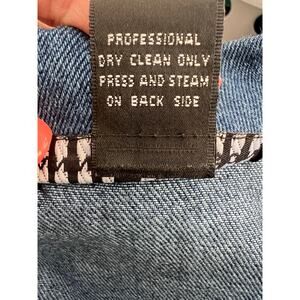 PROFESSIONAL
DRY CLEAN ONLY
PRESS AND STEAM
ON BACK SIDE